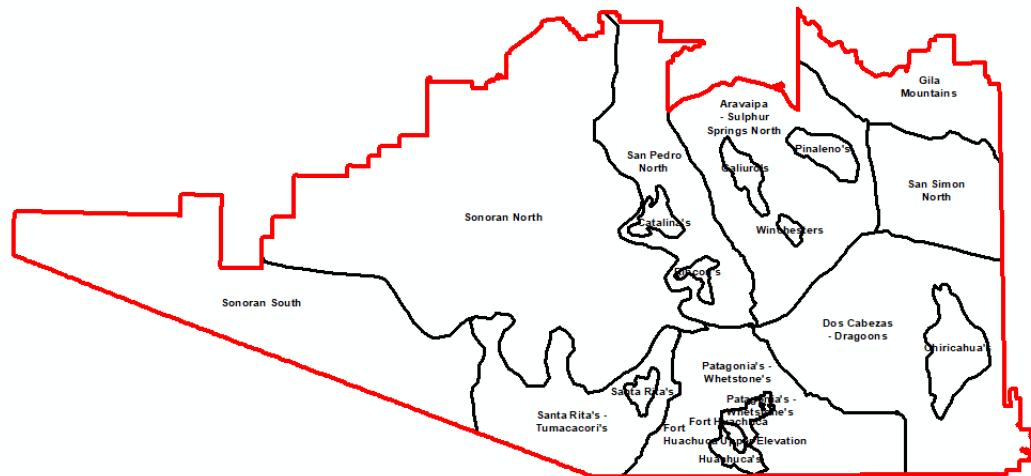 Gila
Mountains
Aravaipa
- Sulphur
Springs North
Pinaleno's
San Pedro
North
Galiuro's
San Simon
North
Sonoran North
Catalina's
Winchesters
Rincon's
Sonoran South
Dos Cabezas
- Dragoons
Chiricahua's
Patagonia's -
Whetstone's
Santa Rita's
Patagonia's -
Whetstone's
Santa Rita's -
Tumacacori's
Fort Huachuca
Fort
Huachuca Upper Elevation
Huachuca's